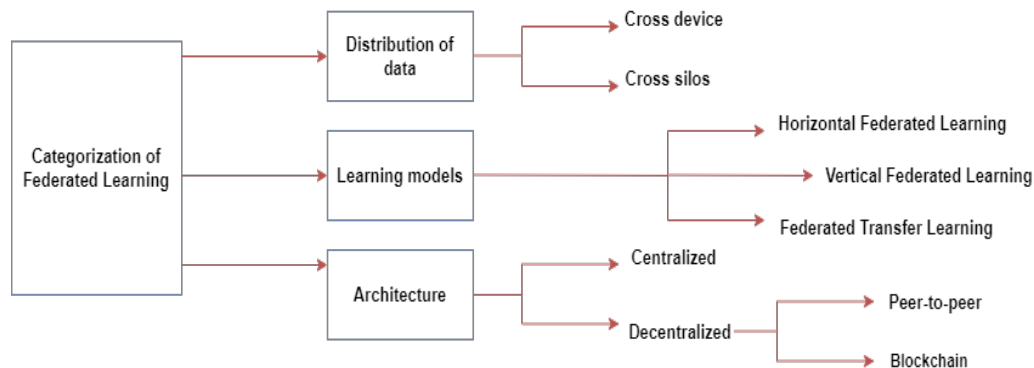 Categorization of
Federated Learning
Distribution of
data
Cross device
Cross silos
Learning models
Horizontal Federated Learning
Vertical Federated Learning
Federated Transfer Learning
Architecture
Centralized
Decentralized
Peer-to-peer
Blockchain